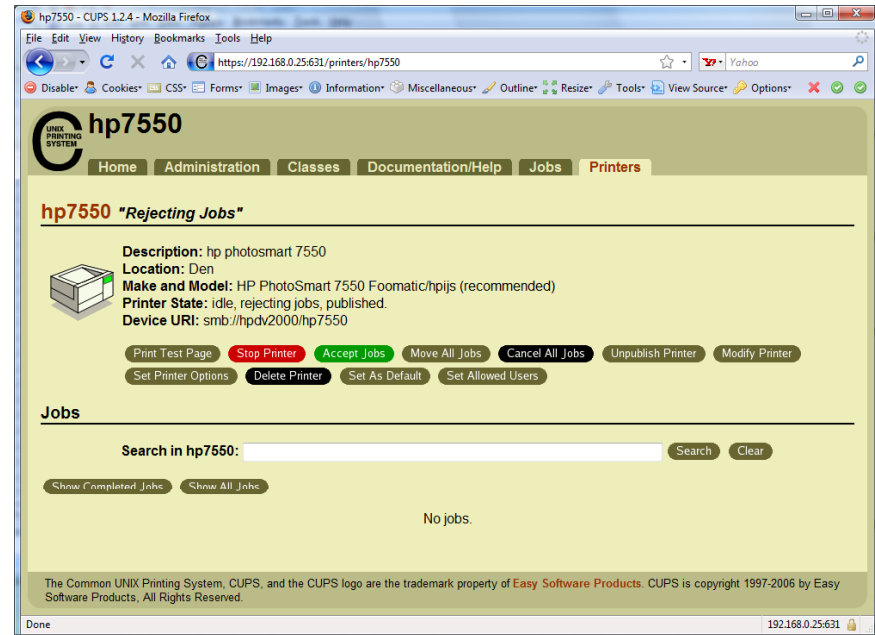 hp7550 - CUPS 1.2.4 - Mozilla Firefox
File Edit View History Bookmarks Tools Help
https://192.168.0.25:631/printers/hp7550 Yahoo
Disable Cookies CSS Forms Images Information Miscellaneous Outline Resize Tools View Source Options
UNIX
PRINTING
SYSTEM
hp7550
Home Administration Classes Documentation/Help Jobs Printers
hp7550 "Rejecting Jobs"
Description: hp photosmart 7550
Location: Den
Make and Model: HP PhotoSmart 7550 Foomatic/hpijs (recommended)
Printer State: idle, rejecting jobs, published.
Device URI: smb://hpdv2000/hp7550
Print Test Page Stop Printer Accept Jobs Move All Jobs Cancel All Jobs Unpublish Printer Modify Printer
Set Printer Options Delete Printer Set As Default Set Allowed Users
Jobs
Search in hp7550: Search Clear
Show Completed Jobs Show All Jobs
No jobs.
The Common UNIX Printing System, CUPS, and the CUPS logo are the trademark property of Easy Software Products. CUPS is copyright 1997-2006 by Easy
Software Products, All Rights Reserved.
Done 192.168.0.25:631